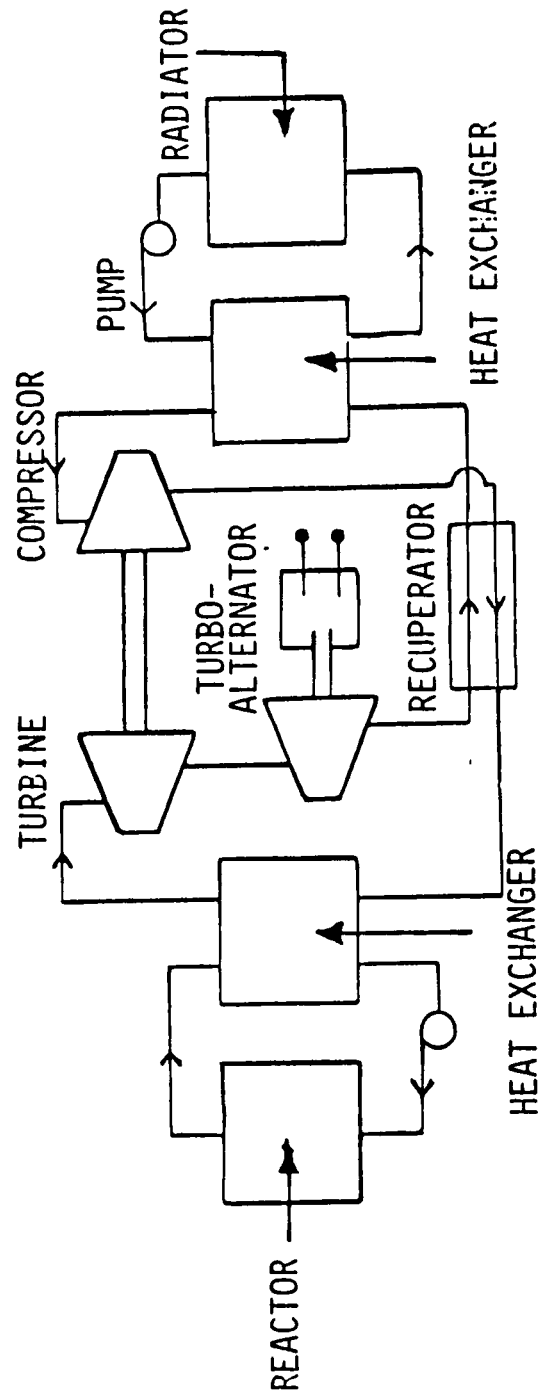 REACTOR
HEAT EXCHANGER
TURBINE
TURBO-
ALTERNATOR
RECUPERATOR
COMPRESSOR
PUMP
HEAT EXCHANGER
RADIATOR